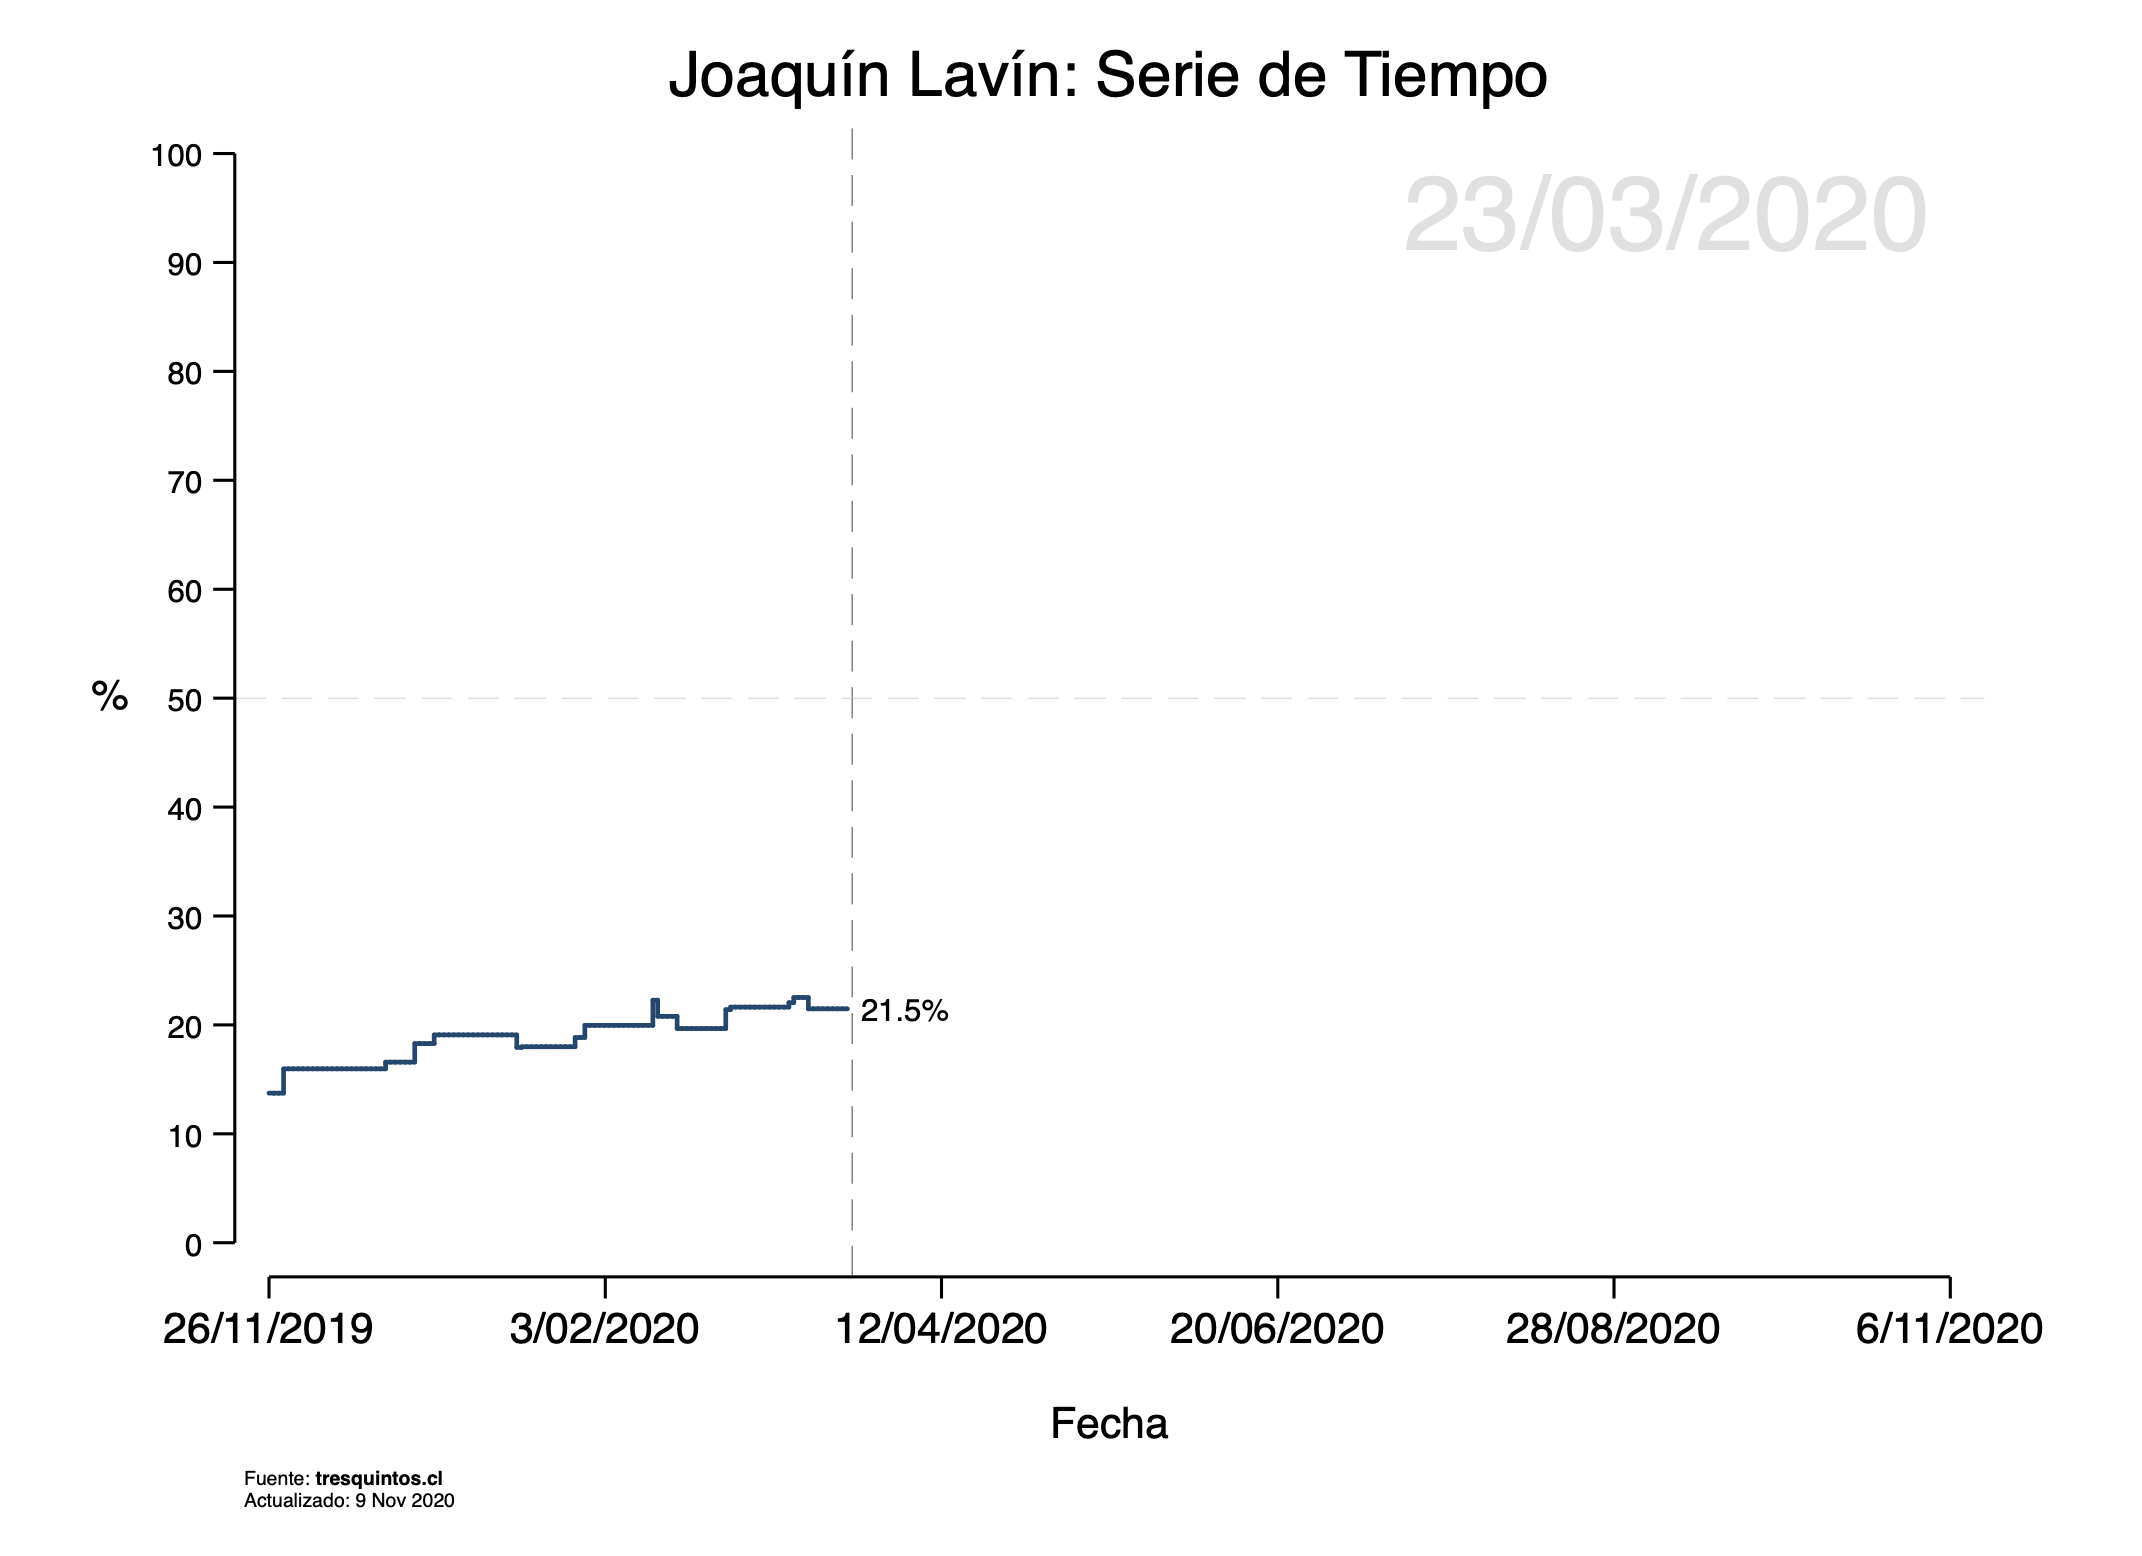 Joaquín Lavín: Serie de Tiempo
23/03/2020
100
90
80
70
60
50
40
30
20
10
0
%
21.5%
26/11/2019 3/02/2020 12/04/2020 20/06/2020 28/08/2020 6/11/2020
Fecha
Fuente: tresquintos.cl
Actualizado: 9 Nov 2020